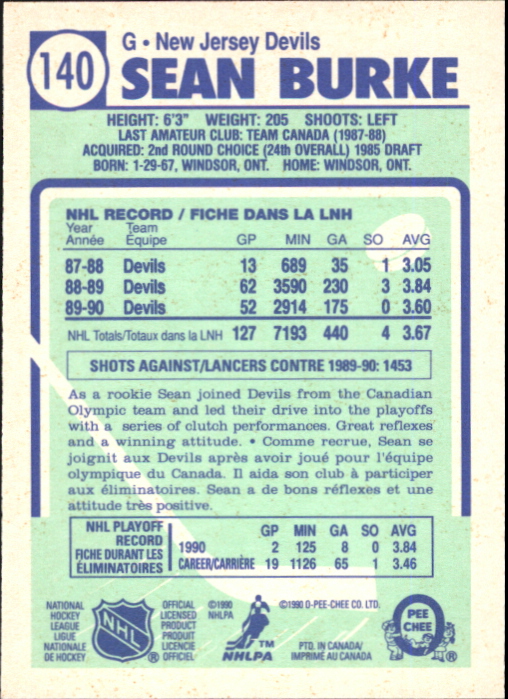 140
G • New Jersey Devils
SEAN BURKE
HEIGHT: 6'3" WEIGHT: 205 SHOOTS: LEFT
LAST AMATEUR CLUB: TEAM CANADA (1987-88)
ACQUIRED: 2nd ROUND CHOICE (24th OVERALL) 1985 DRAFT
BORN: 1-29-67, WINDSOR, ONT. HOME: WINDSOR, ONT.
NHL RECORD / FICHE DANS LA LNH
Year Team
Année Équipe GP MIN GA SO AVG
87-88 Devils 13 689 35 1 3.05
88-89 Devils 62 3590 230 3 3.84
89-90 Devils 52 2914 175 0 3.60
NHL Totals/Totaux dans la LNH 127 7193 440 4 3.67
SHOTS AGAINST/LANCERS CONTRE 1989-90: 1453
As a rookie Sean joined Devils from the Canadian
Olympic team and led their drive into the playoffs
with a series of clutch performances. Great reflexes
and a winning attitude. • Comme recrue, Sean se
joignit aux Devils après avoir joué pour l'équipe
olympique du Canada. Il aida son club à participer
aux éliminatoires. Sean a de bons réflexes et une
attitude très positive.
NHL PLAYOFF
RECORD
FICHE DURANT LES
ÉLIMINATOIRES
GP MIN GA SO AVG
1990 2 125 8 0 3.84
CAREER/CARRIÈRE 19 1126 65 1 3.46
NATIONAL
HOCKEY
LEAGUE
LIGUE
NATIONALE
DE HOCKEY
NHL
®
OFFICIAL
LICENSED
PRODUCT
PRODUIT
LICENCIE
OFFICIEL
©1990
NHLPA
TM
NHLPA
©1990 O-PEE-CHEE CO. LTD.
PTD. IN CANADA/
IMPRIMÉ AU CANADA
O
PEE
CHEE
®